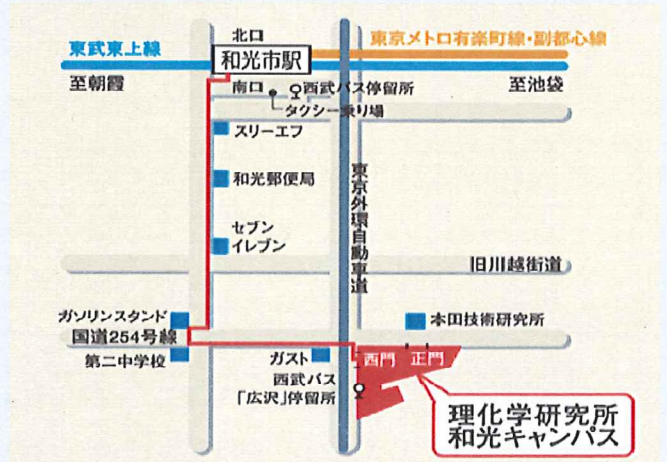 北口
東武東上線
東京メトロ有楽町線・副都心線
和光市駅
至朝霞
南口
西武バス停留所
至池袋
タクシー乗り場
スリーエフ
和光郵便局
東京外環自動車道
セブン
イレブン
旧川越街道
ガソリンスタンド
本田技術研究所
国道254号線
第二中学校
ガスト
西門
正門
西武バス
「広沢」停留所
理化学研究所
和光キャンパス